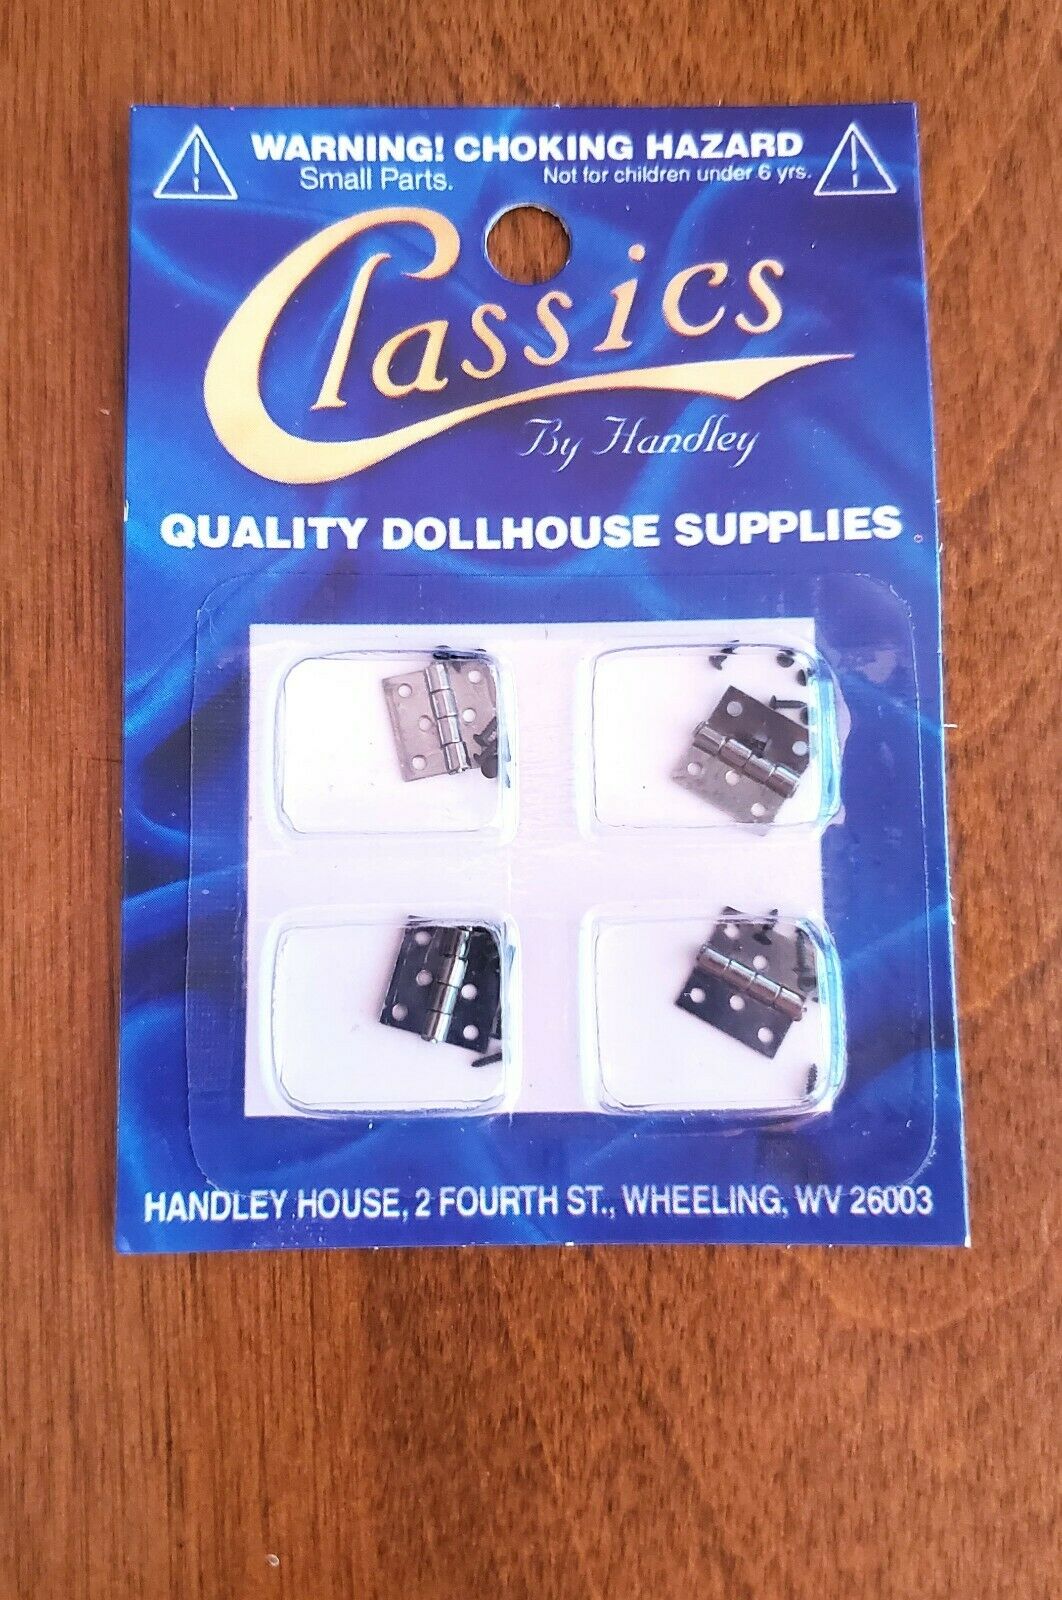 WARNING! CHOKING HAZARD
Small Parts. Not for children under 6 yrs.
Classics
By Handley
QUALITY DOLLHOUSE SUPPLIES
HANDLEY HOUSE, 2 FOURTH ST., WHEELING, WV 26003